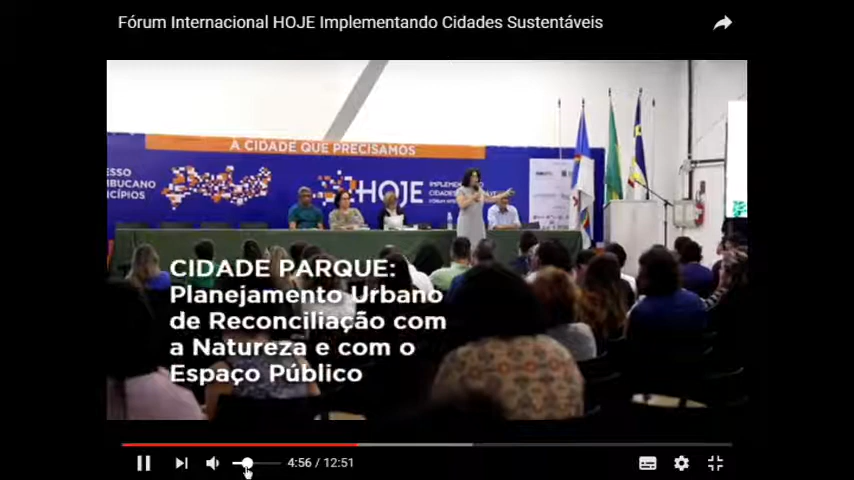 Fórum Internacional HOJE Implementando Cidades Sustentáveis
A CIDADE QUE PRECISAMOS
HOJE
CIDADE PARQUE:
Planejamento Urbano
de Reconciliação com
a Natureza e com o
Espaço Público
4:56 / 12:51